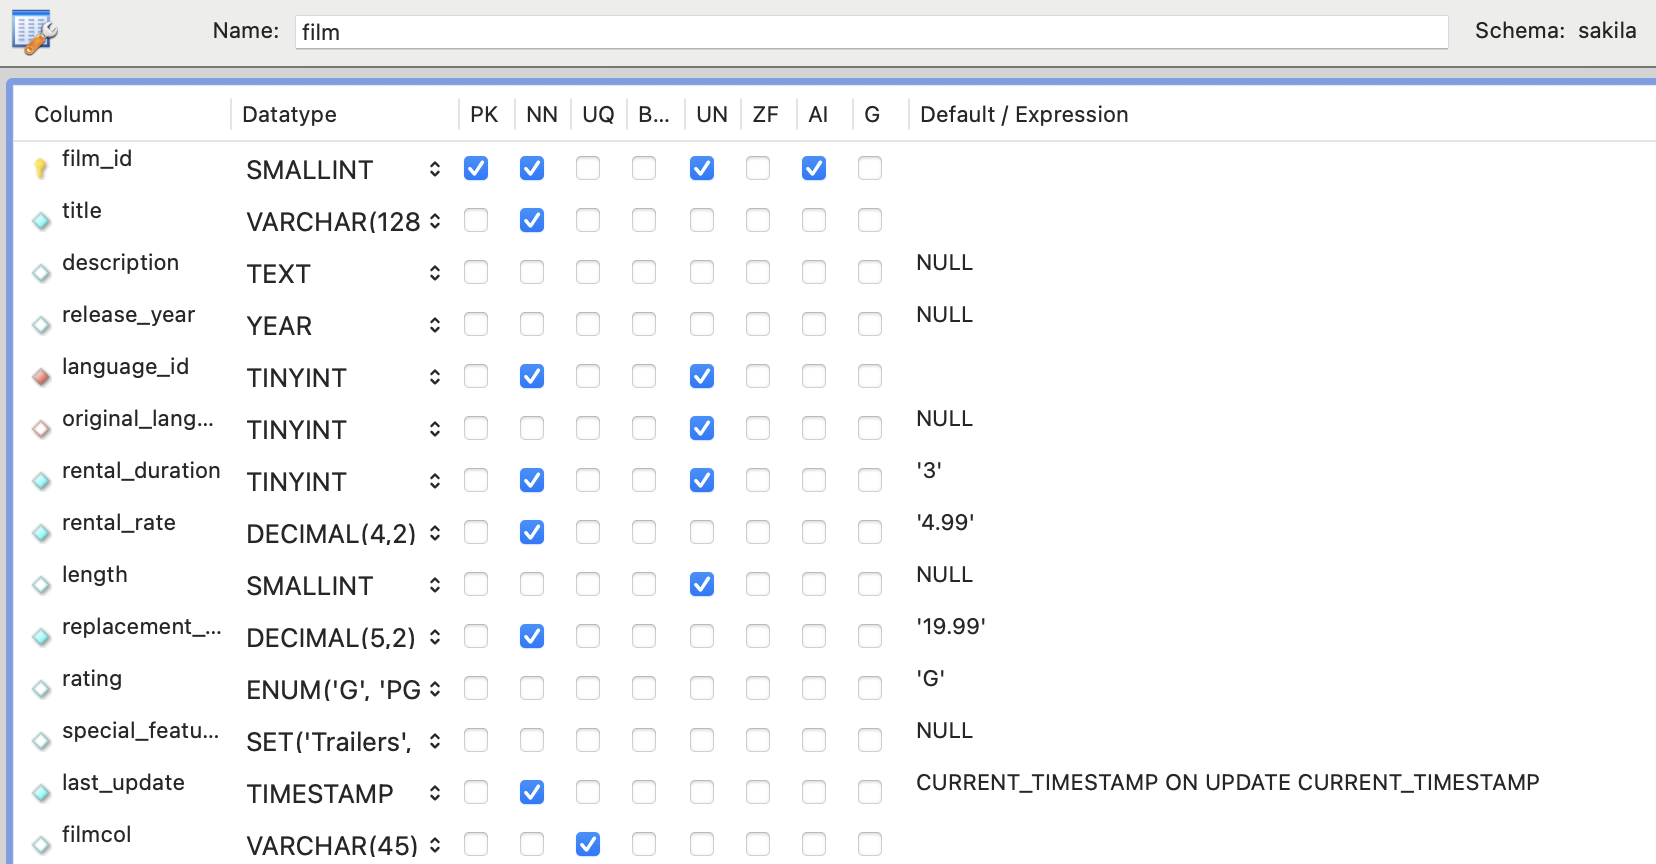 Name: film Schema: sakila
Column Datatype PK NN UQ B... UN ZF AI G Default / Expression
film_id SMALLINT
title VARCHAR(128
description TEXT NULL
release_year YEAR NULL
language_id TINYINT
original_lang... TINYINT NULL
rental_duration TINYINT '3'
rental_rate DECIMAL(4,2) '4.99'
length SMALLINT NULL
replacement_... DECIMAL(5,2) '19.99'
rating ENUM('G', 'PG 'G'
special_featu... SET('Trailers', NULL
last_update TIMESTAMP CURRENT_TIMESTAMP ON UPDATE CURRENT_TIMESTAMP
filmcol VARCHAR(45)